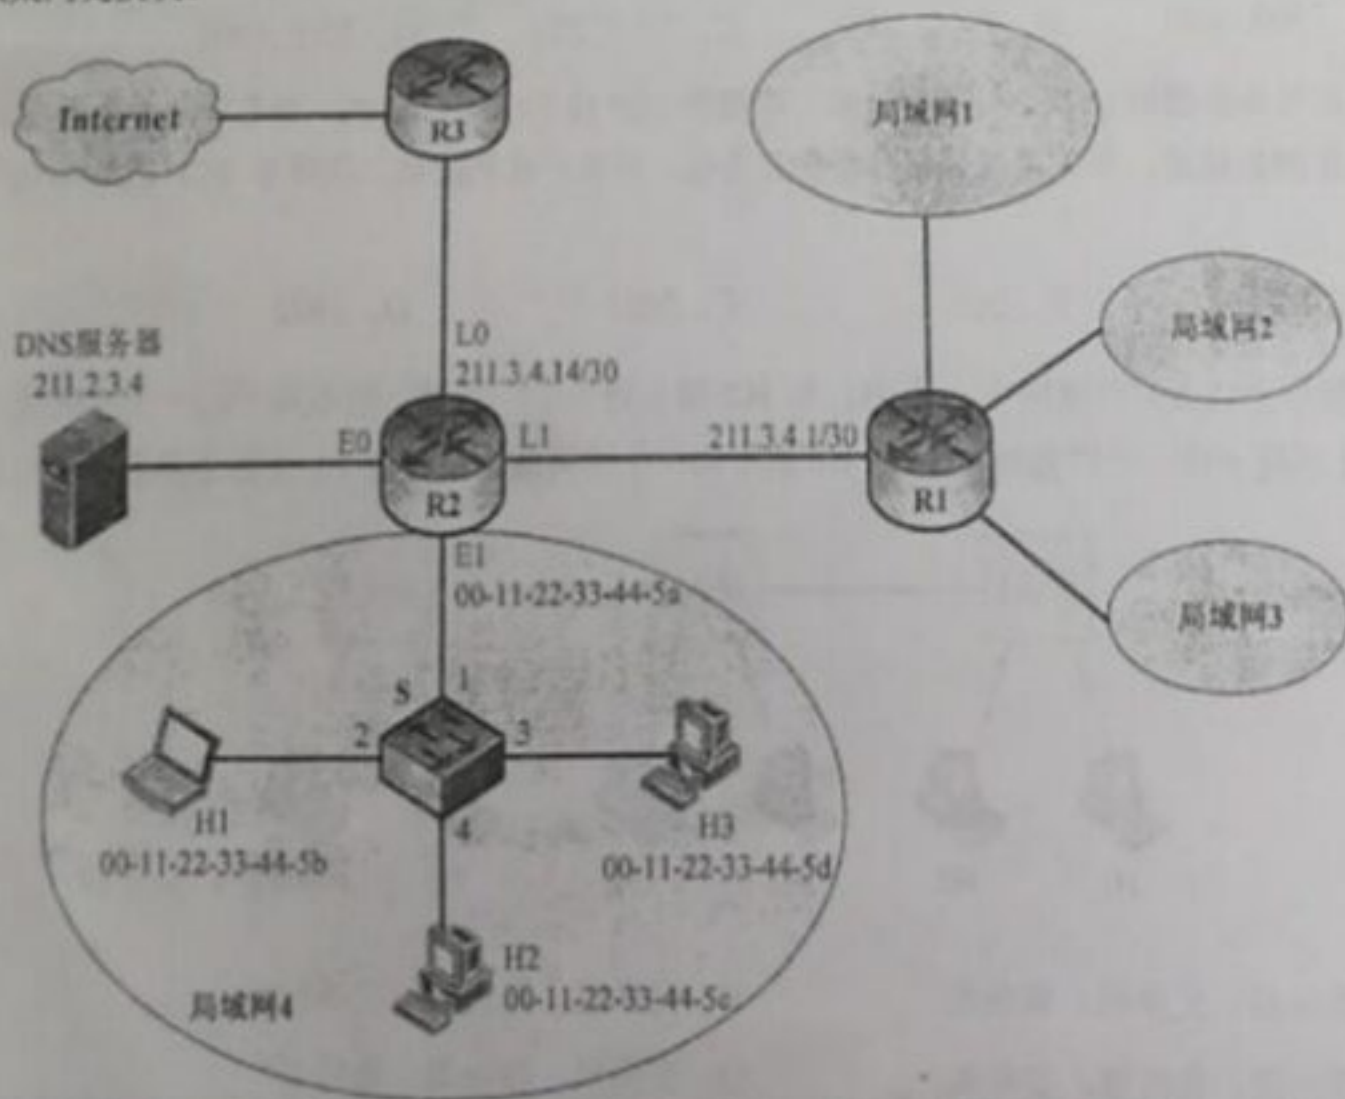 Internet
R3
局域网1
局域网2
DNS服务器
211.2.3.4
L0
211.3.4.14/30
E0
L1
211.3.4.1/30
R2
R1
E1
00-11-22-33-44-5a
局域网3
S
1
2
3
H1
00-11-22-33-44-5b
4
H3
00-11-22-33-44-5d
H2
00-11-22-33-44-5c
局域网4